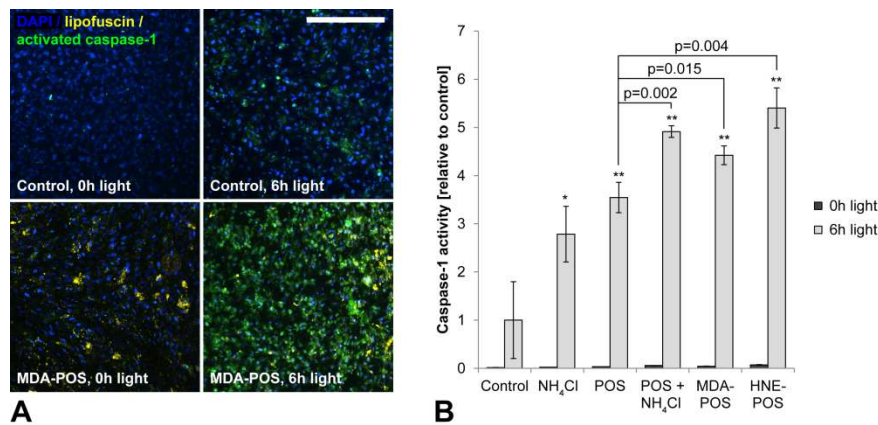 DAPI / lipofuscin /
activated caspase-1
Control, 0h light
Control, 6h light
MDA-POS, 0h light
MDA-POS, 6h light
A
Caspase-1 activity [relative to control]
7
6
5
4
3
2
1
0
p=0.004
p=0.015
p=0.002
*
**
**
**
**
Control
NH₄Cl
POS
POS +
NH₄Cl
MDA-
POS
HNE-
POS
0h light
6h light
B